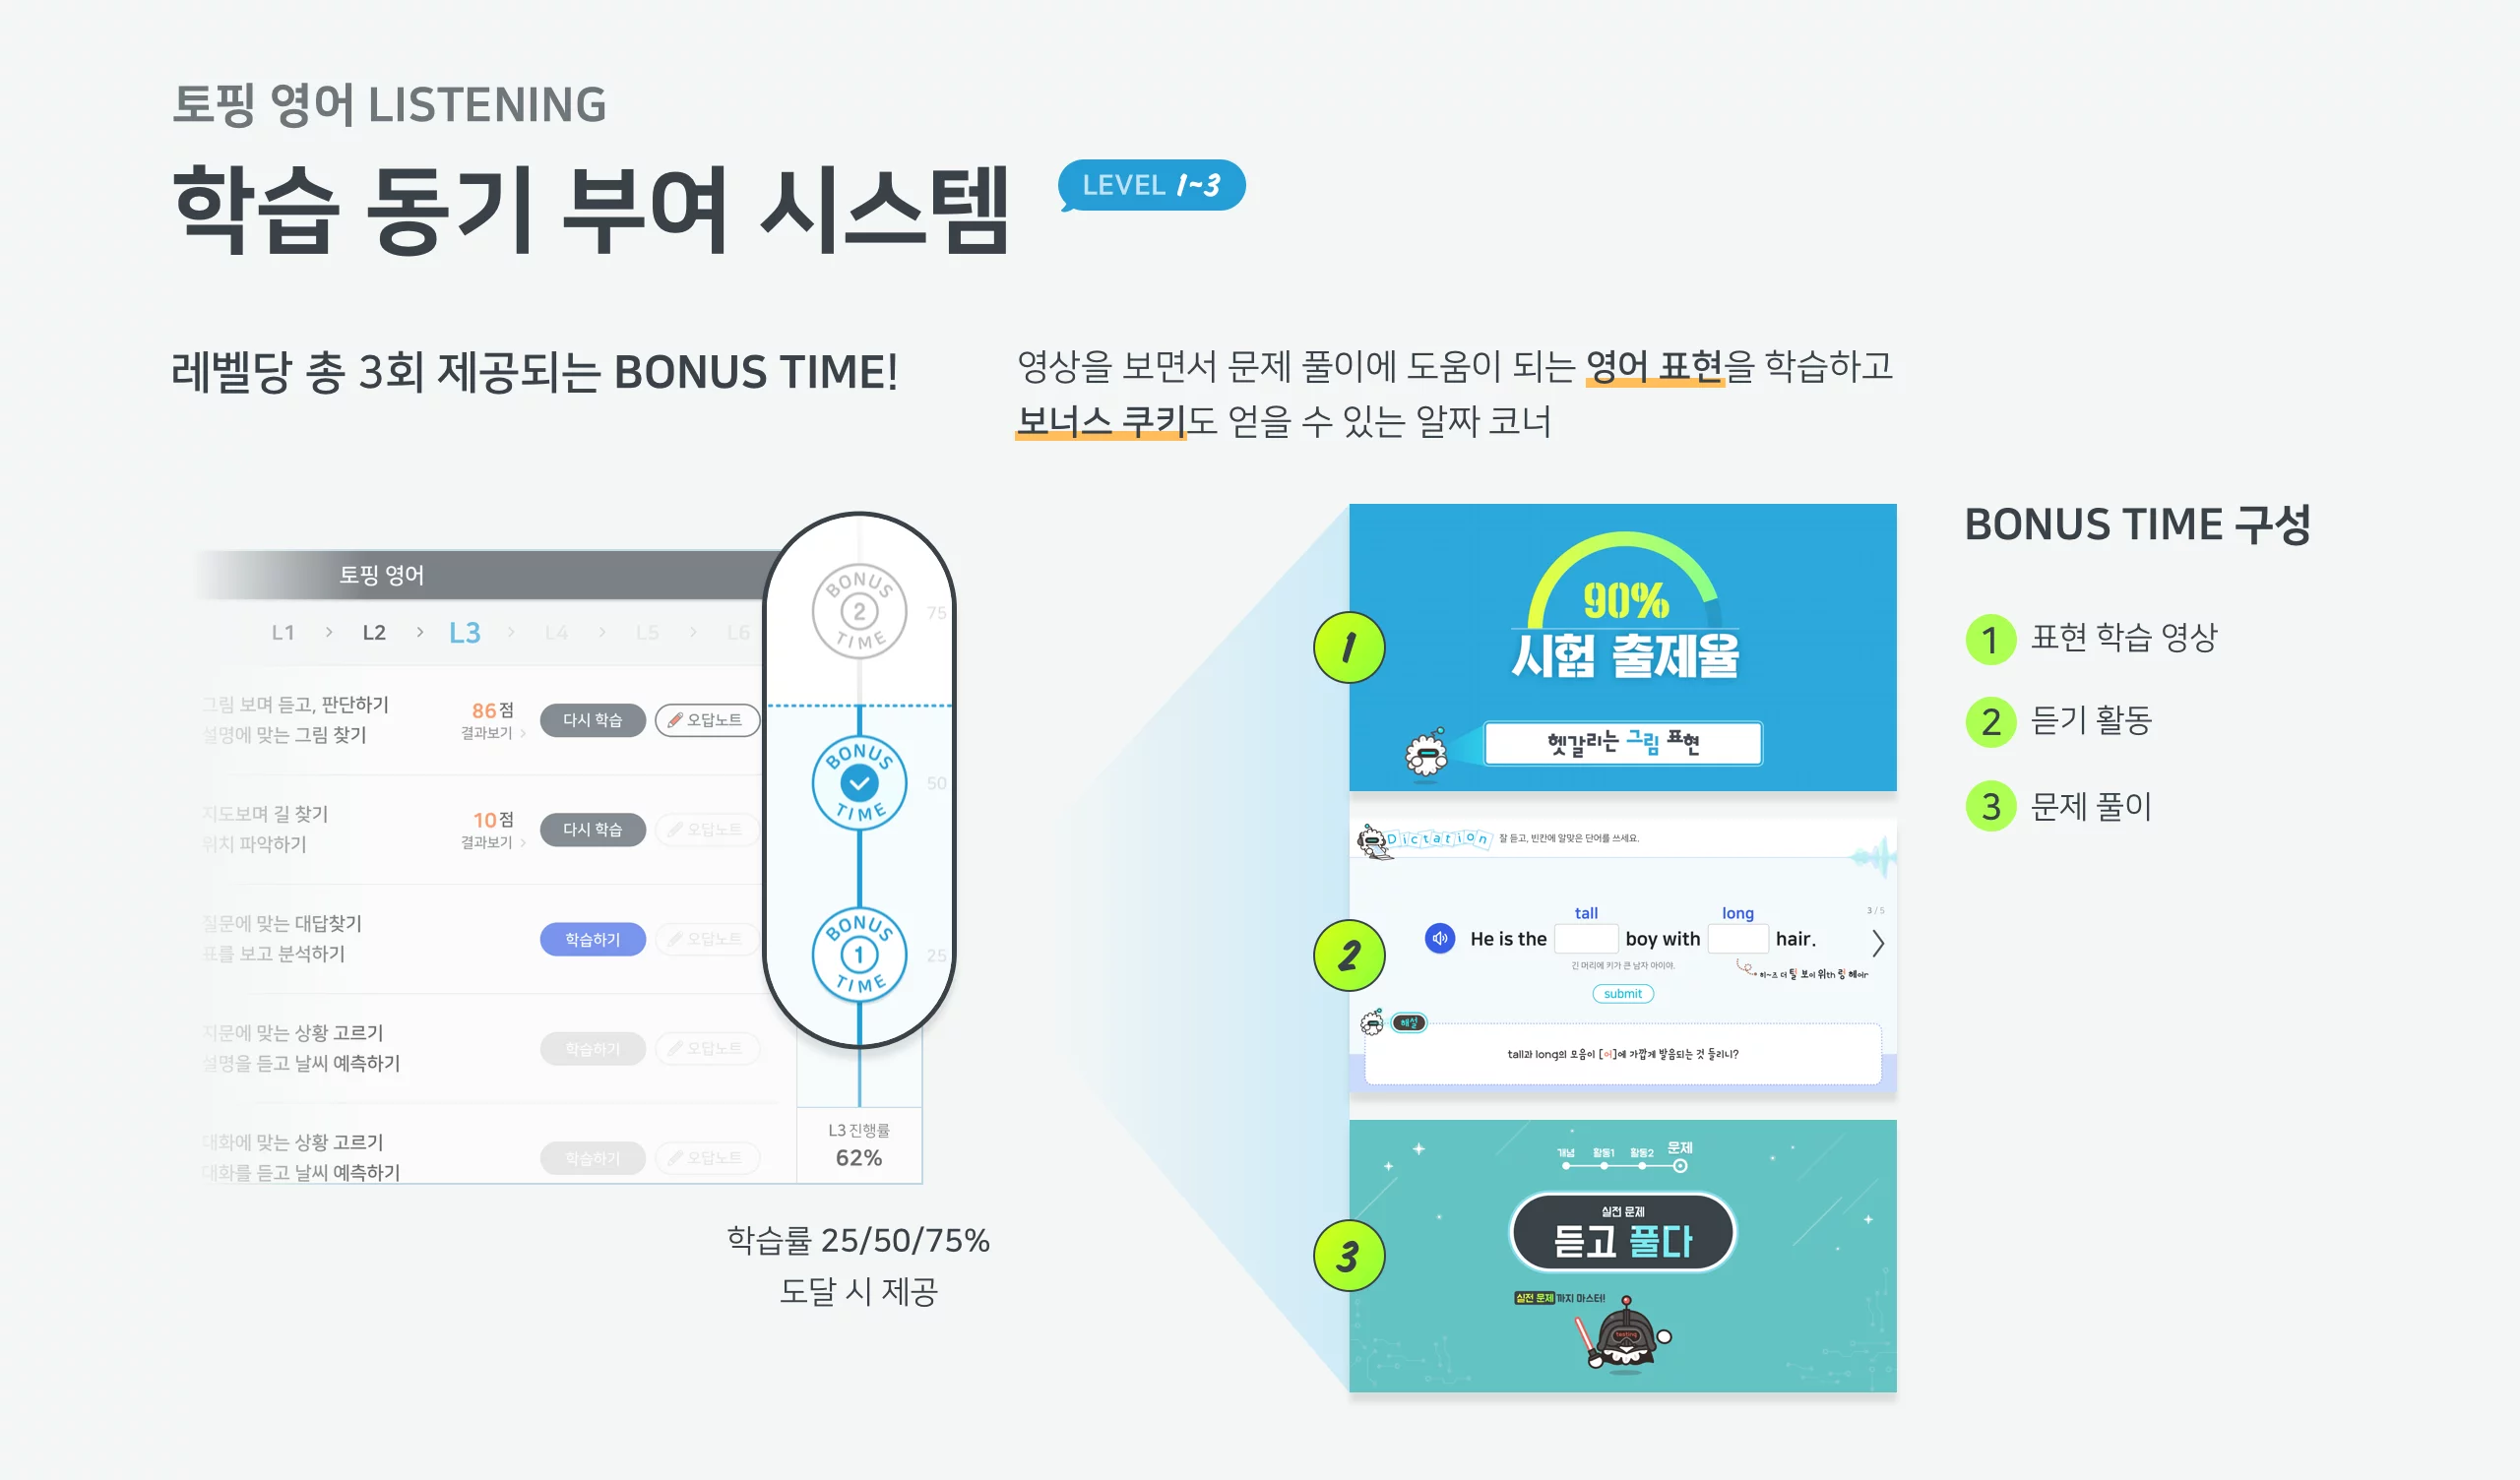 토핑 영어 LISTENING
학습 동기 부여 시스템
LEVEL 1~3
레벨당 총 3회 제공되는 BONUS TIME!
영상을 보면서 문제 풀이에 도움이 되는 영어 표현을 학습하고
보너스 쿠키도 얻을 수 있는 알짜 코너
토핑 영어
L1 > L2 > L3 > L4 > L5 > L6
그림 보며 듣고, 판단하기
설명에 맞는 그림 찾기
86점
결과보기 >
다시 학습
오답노트
지도보며 길 찾기
위치 파악하기
10점
결과보기 >
다시 학습
오답노트
질문에 맞는 대답찾기
표를 보고 분석하기
학습하기
오답노트
지문에 맞는 상황 고르기
설명을 듣고 날씨 예측하기
학습하기
오답노트
대화에 맞는 상황 고르기
대화를 듣고 날씨 예측하기
학습하기
오답노트
BONUS 2 TIME
75
BONUS TIME
50
BONUS 1 TIME
25
L3 진행률
62%
학습률 25/50/75%
도달 시 제공
1
90%
시험 출제율
헷갈리는 그림 표현
2
Dictation 잘 듣고, 빈칸에 알맞은 단어를 쓰세요.
3 / 5
tall long
He is the boy with hair.
긴 머리에 키가 큰 남자 아이야.
히~즈 더 톨 보이 위th 렁 헤어r
submit
해설
tall과 long의 모음이 [어]에 가깝게 발음되는 것 들리니?
3
개념 활동1 활동2 문제
실전 문제
듣고 풀다
실전 문제까지 마스터!
testing
BONUS TIME 구성
1 표현 학습 영상
2 듣기 활동
3 문제 풀이